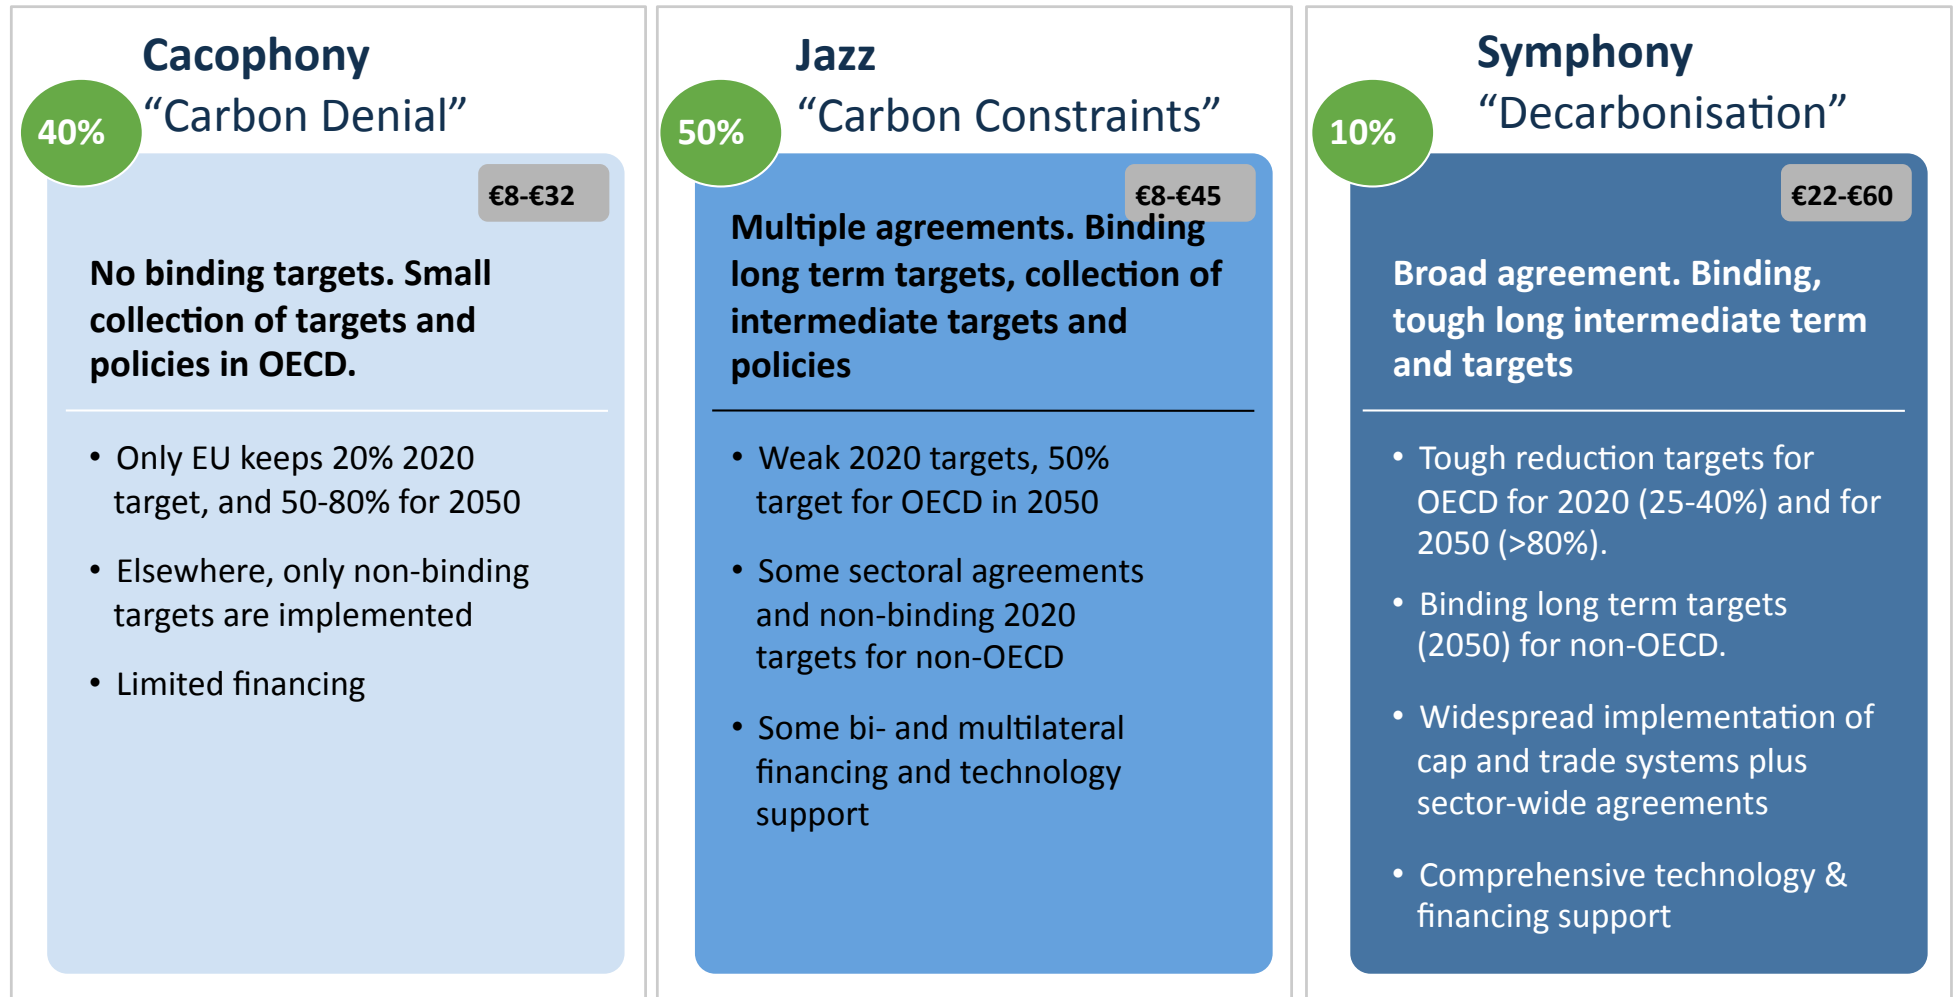 Cacophony
“Carbon Denial”
40%
€8-€32
No binding targets. Small
collection of targets and
policies in OECD.
• Only EU keeps 20% 2020
target, and 50-80% for 2050
• Elsewhere, only non-binding
targets are implemented
• Limited financing
Jazz
“Carbon Constraints”
50%
€8-€45
Multiple agreements. Binding
long term targets, collection of
intermediate targets and
policies
• Weak 2020 targets, 50%
target for OECD in 2050
• Some sectoral agreements
and non-binding 2020
targets for non-OECD
• Some bi- and multilateral
financing and technology
support
Symphony
“Decarbonisation”
10%
€22-€60
Broad agreement. Binding,
tough long intermediate term
and targets
• Tough reduction targets for
OECD for 2020 (25-40%) and for
2050 (>80%).
• Binding long term targets
(2050) for non-OECD.
• Widespread implementation of
cap and trade systems plus
sector-wide agreements
• Comprehensive technology &
financing support